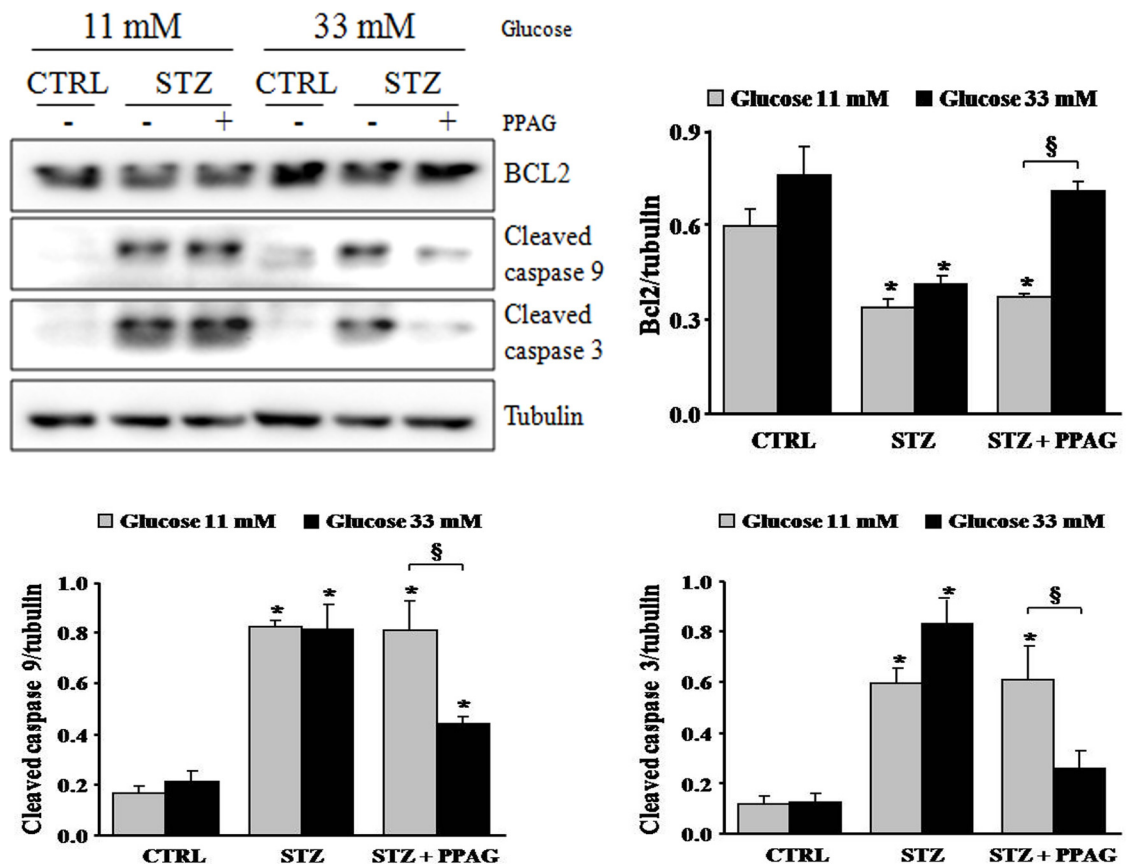 11 mM 33 mM Glucose
CTRL STZ CTRL STZ
- - + - - + PPAG
BCL2
Cleaved
caspase 9
Cleaved
caspase 3
Tubulin
Glucose 11 mM Glucose 33 mM
Bcl2/tubulin
0.9
0.6
0.3
0.0
§
* * *
CTRL STZ STZ + PPAG
Glucose 11 mM Glucose 33 mM
Cleaved caspase 9/tubulin
1.0
0.8
0.6
0.4
0.2
0.0
§
* * * *
CTRL STZ STZ + PPAG
Glucose 11 mM Glucose 33 mM
Cleaved caspase 3/tubulin
1.0
0.8
0.6
0.4
0.2
0.0
§
* * *
CTRL STZ STZ + PPAG